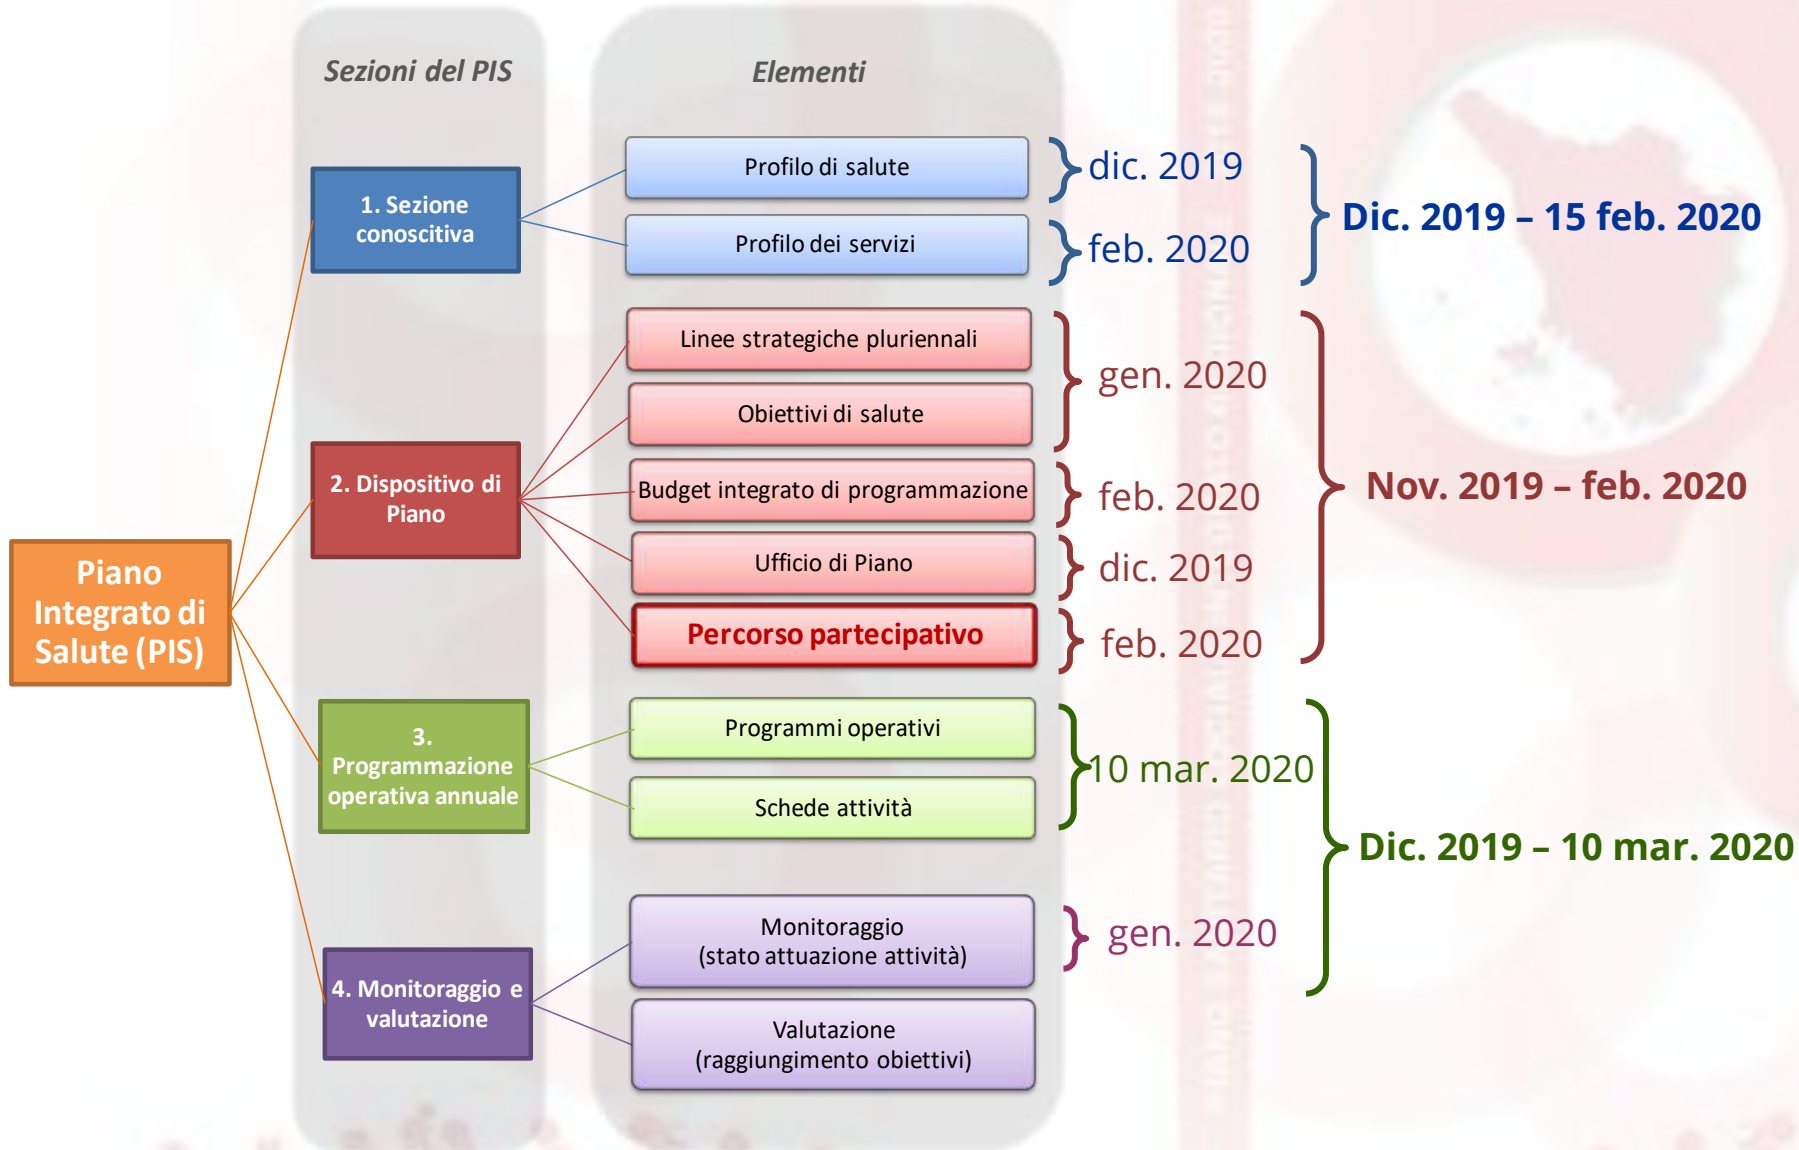 Sezioni del PIS
Elementi
Piano
Integrato di
Salute (PIS)
1. Sezione
conoscitiva
Profilo di salute
dic. 2019
Profilo dei servizi
feb. 2020
Dic. 2019 – 15 feb. 2020
2. Dispositivo di
Piano
Linee strategiche pluriennali
Obiettivi di salute
gen. 2020
Budget integrato di programmazione
feb. 2020
Ufficio di Piano
dic. 2019
Percorso partecipativo
feb. 2020
Nov. 2019 – feb. 2020
3.
Programmazione
operativa annuale
Programmi operativi
Schede attività
10 mar. 2020
4. Monitoraggio e
valutazione
Monitoraggio
(stato attuazione attività)
gen. 2020
Valutazione
(raggiungimento obiettivi)
Dic. 2019 – 10 mar. 2020